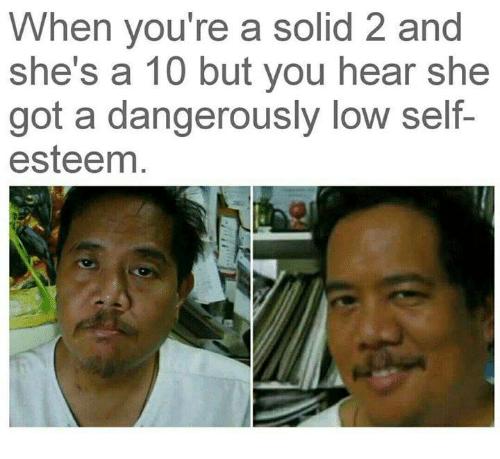 When you're a solid 2 and
she's a 10 but you hear she
got a dangerously low self-
esteem.